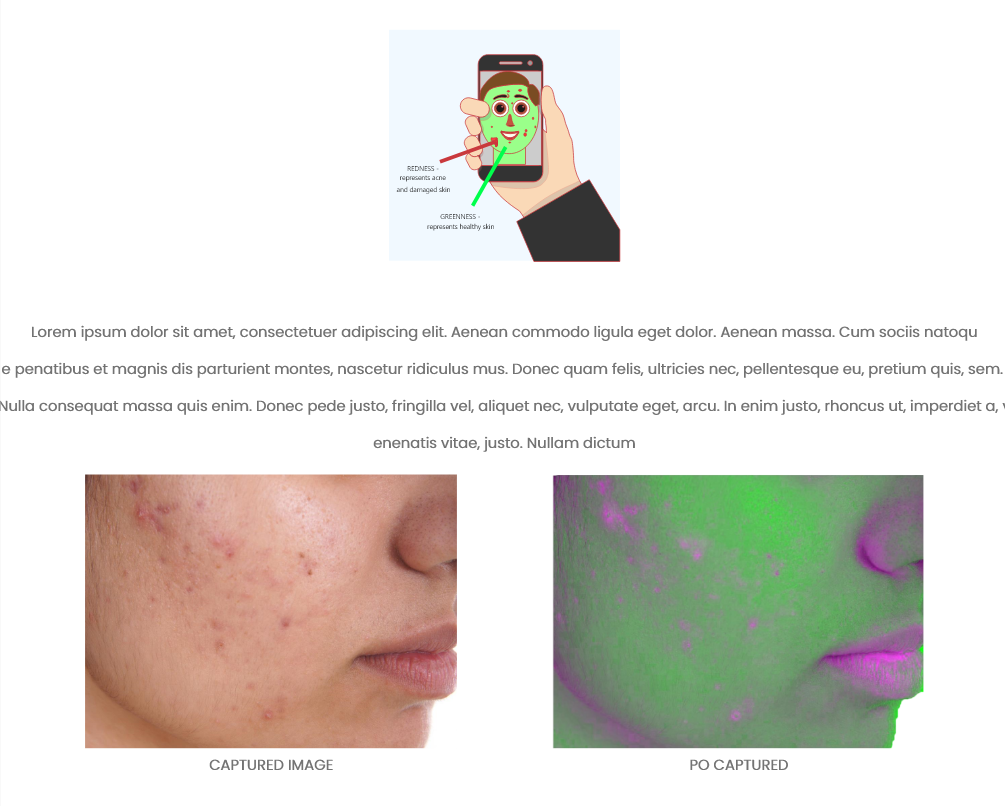 REDNESS -
represents acne
and damaged skin
GREENNESS -
represents healthy skin
Lorem ipsum dolor sit amet, consectetuer adipiscing elit. Aenean commodo ligula eget dolor. Aenean massa. Cum sociis natoqu
e penatibus et magnis dis parturient montes, nascetur ridiculus mus. Donec quam felis, ultricies nec, pellentesque eu, pretium quis, sem.
Nulla consequat massa quis enim. Donec pede justo, fringilla vel, aliquet nec, vulputate eget, arcu. In enim justo, rhoncus ut, imperdiet a, v
enenatis vitae, justo. Nullam dictum
CAPTURED IMAGE
PO CAPTURED